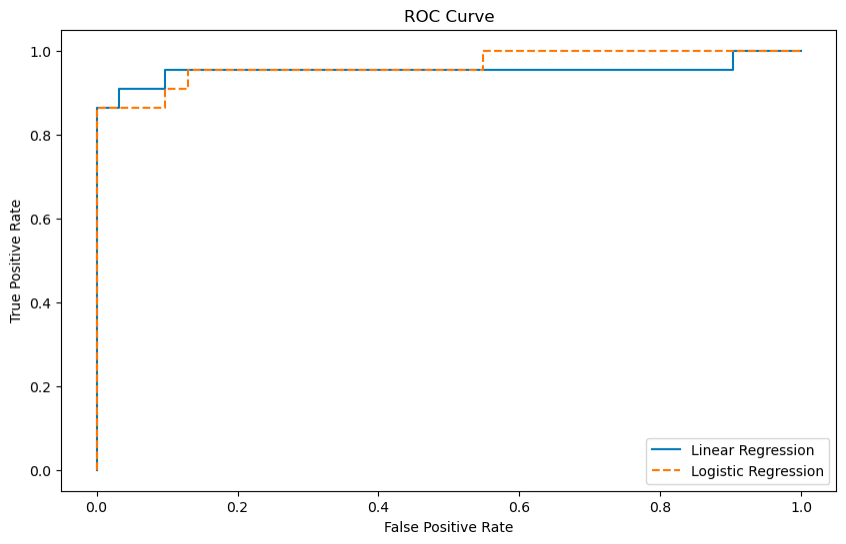 ROC Curve
True Positive Rate
1.0
0.8
0.6
0.4
0.2
0.0
Linear Regression
Logistic Regression
0.0 0.2 0.4 0.6 0.8 1.0
False Positive Rate